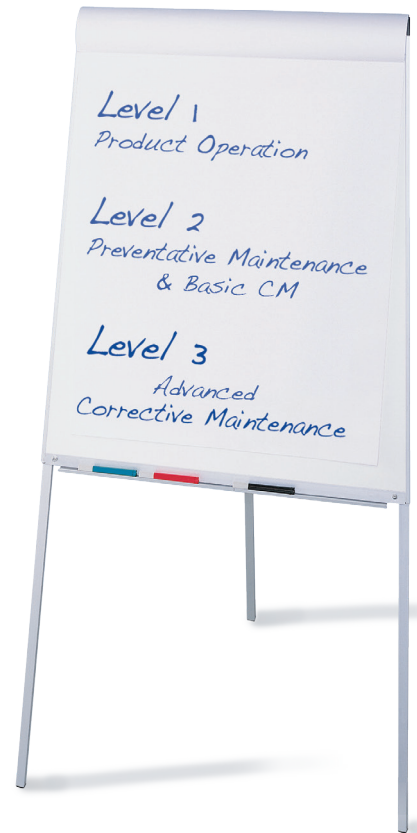 Level 1
Product Operation
Level 2
Preventative Maintenance
& Basic CM
Level 3
Advanced
Corrective Maintenance